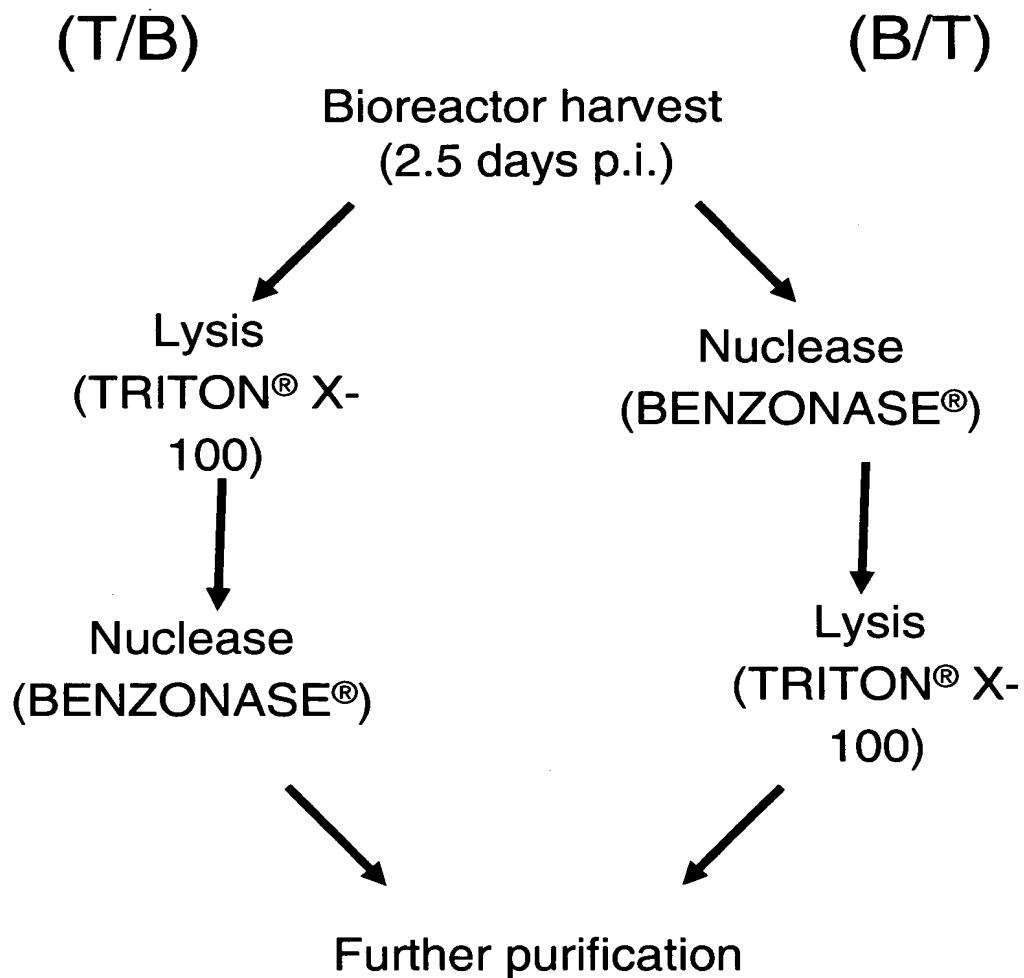 (T/B)
(B/T)
Bioreactor harvest
(2.5 days p.i.)
Lysis
(TRITON® X-
100)
Nuclease
(BENZONASE®)
Nuclease
(BENZONASE®)
Lysis
(TRITON® X-
100)
Further purification